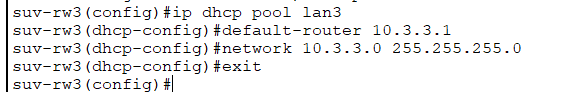 suv-rw3(config)#ip dhcp pool lan3
suv-rw3(dhcp-config)#default-router 10.3.3.1
suv-rw3(dhcp-config)#network 10.3.3.0 255.255.255.0
suv-rw3(dhcp-config)#exit
suv-rw3(config)#